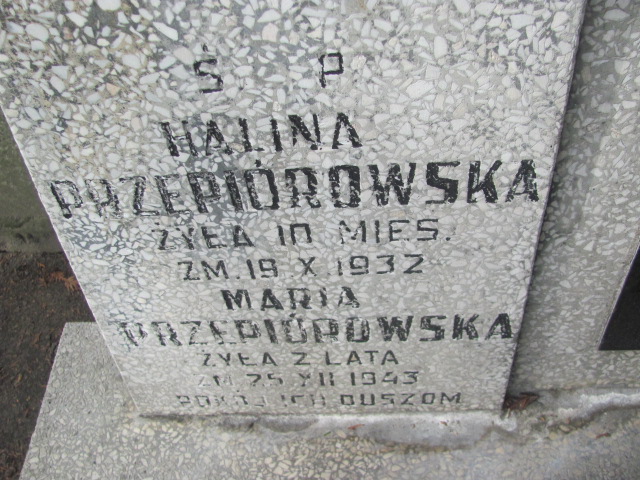 Ś P
HALINA
PRZEPIÓROWSKA
ŻYŁA 10 MIES.
ZM. 19 X 1932
MARIA
PRZEPIÓROWSKA
ŻYŁA 2 LATA
ZM. 25 VII 1943
POKÓJ ICH DUSZOM